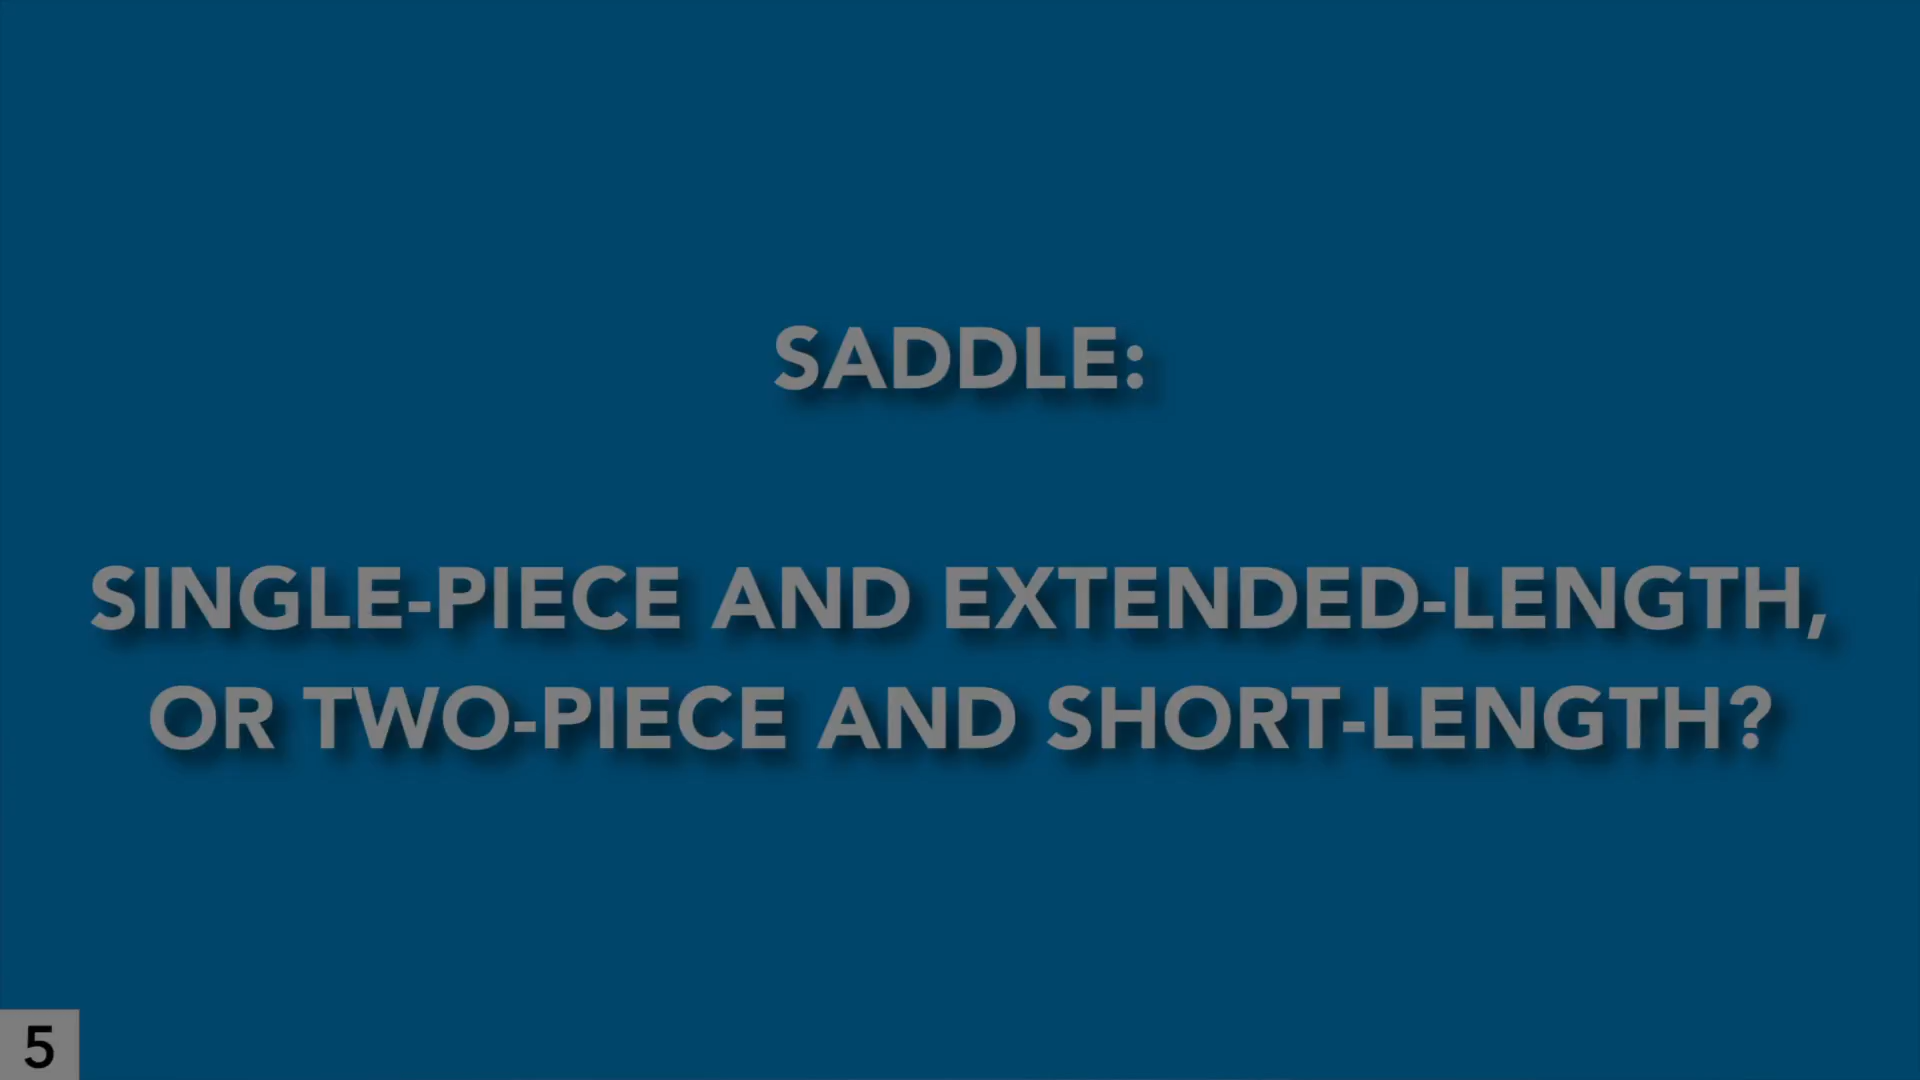 SADDLE:
SINGLE-PIECE AND EXTENDED-LENGTH,
OR TWO-PIECE AND SHORT-LENGTH?
5